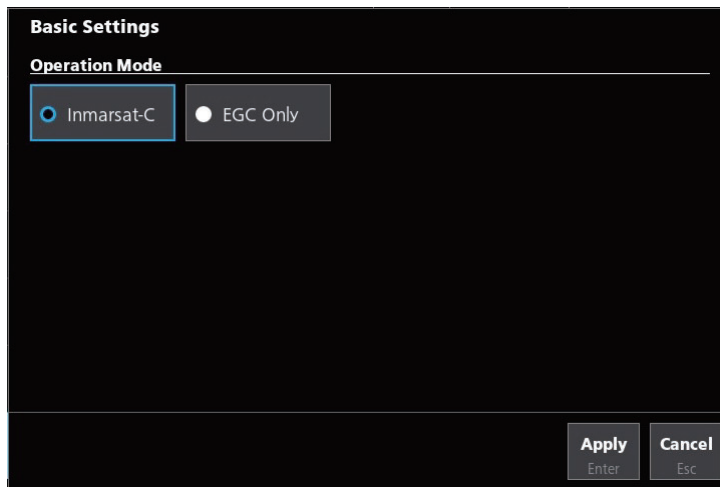 Basic Settings
Operation Mode
Inmarsat-C EGC Only
Apply Cancel
Enter Esc